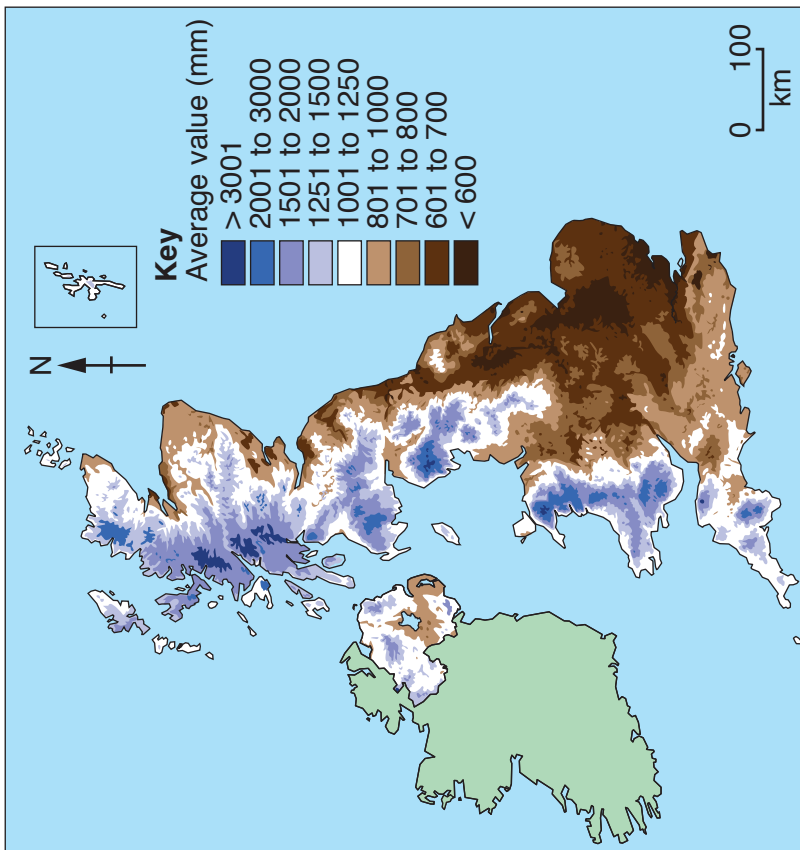 N
Key
Average value (mm)
> 3001
2001 to 3000
1501 to 2000
1251 to 1500
1001 to 1250
801 to 1000
701 to 800
601 to 700
< 600
0 100
km